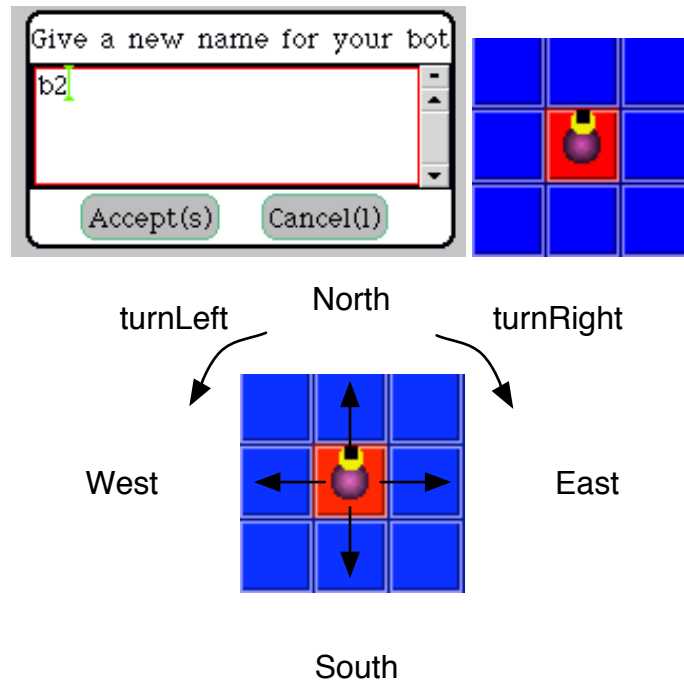 Give a new name for your bot
b2
Accept(s) Cancel(l)
North
turnLeft turnRight
West East
South